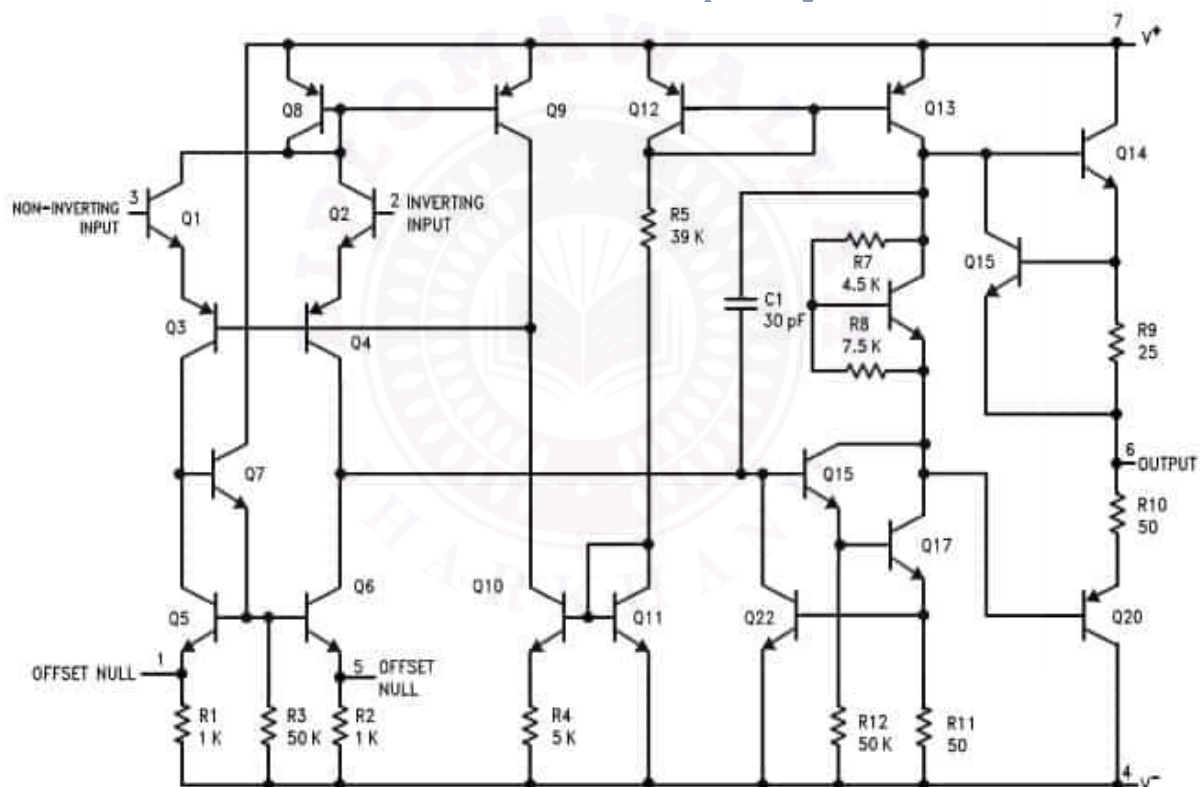 7
V+
Q8
Q9
Q12
Q13
Q14
3
NON-INVERTING
INPUT
Q1
Q2
2 INVERTING
INPUT
R5
39 K
Q15
R7
4.5 K
C1
30 pF
R8
7.5 K
R9
25
Q3
Q4
6
OUTPUT
Q7
Q15
R10
50
Q17
Q5
Q6
Q10
Q11
Q22
Q20
1
OFFSET NULL
5 OFFSET
NULL
R1
1 K
R3
50 K
R2
1 K
R4
5 K
R12
50 K
R11
50
4
V-
DIPLOMAWALLAH
JHARKHAND